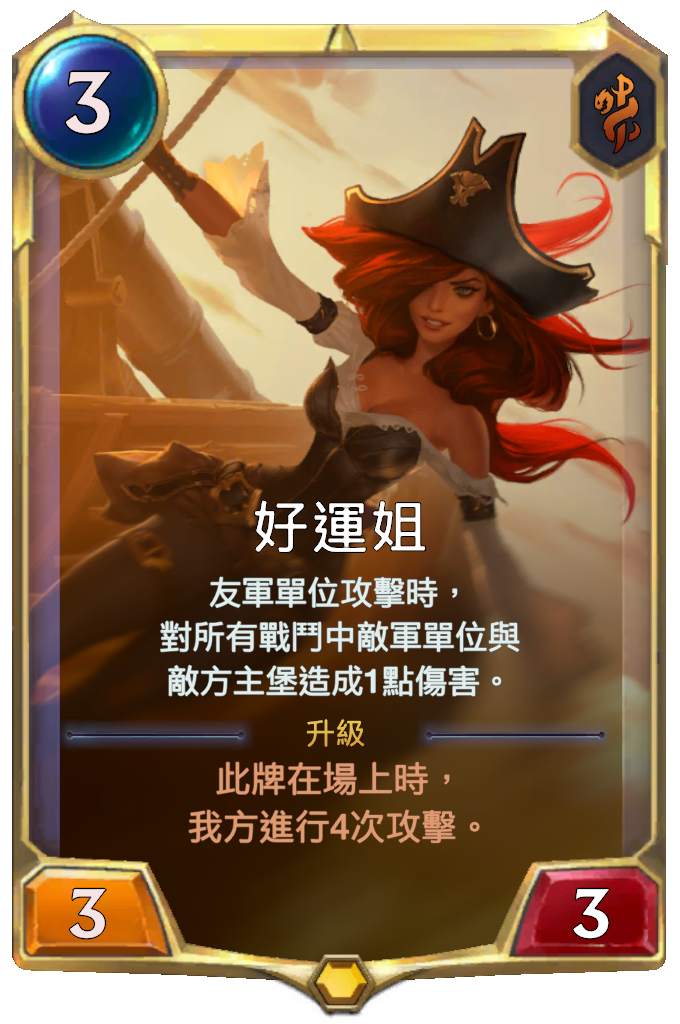 3
好運姐
友軍單位攻擊時，
對所有戰鬥中敵軍單位與
敵方主堡造成1點傷害。
升級
此牌在場上時，
我方進行4次攻擊。
3
3